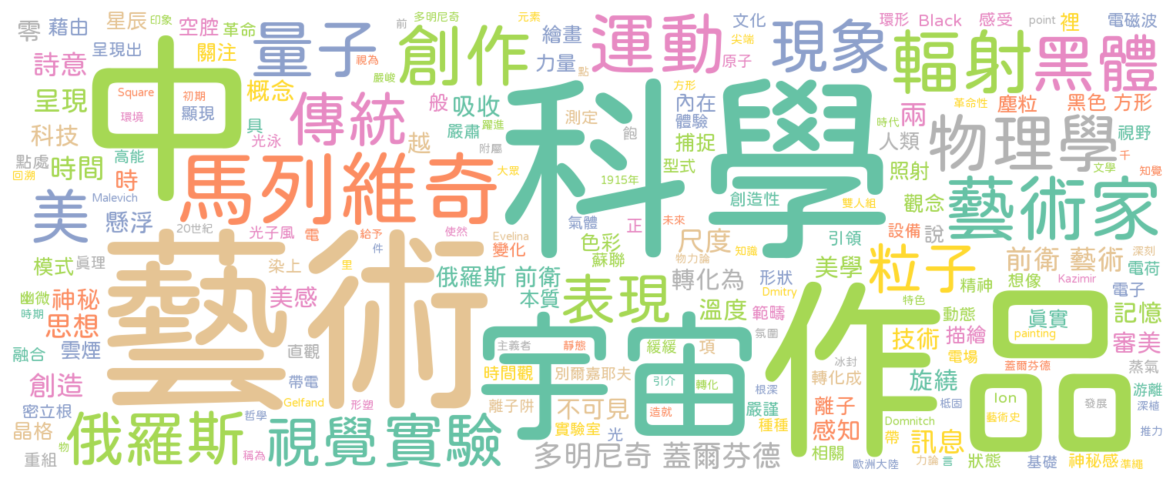 零 藉由 星辰 印象 空腔 革命 量子 多明尼奇 元素 繪畫 運動 文化 現象 環形 Black 感受 point 裡 電磁波
詩意 呈現出 中 關注 視為 嚴峻 前 創作 力量 尖端 原子 點 輻射 黑體
呈現 Square 初期 環境 顯現 概念 傳統 般 吸收 科學 測定 內在 方形 體驗 革命性 塵粒 黑色 方形
科技 具 光泳 越 嚴肅 躍進 飽 捕捉 時代 兩 人類 物理學 視野
點處 時間 高能 回溯 時 馬列維奇 附屬 1915年 型式 照射 文學 千 知覺
美 Malevich 懸浮 20世紀 光子風 電 給予 變化 使然 大眾 Evelina 氣體 正 未來 創造性 雙人組 觀念 設備 說 藝術家
模式 眞理 藝術 染上 件 里 俄羅斯 前衛 色彩 蘇聯 尺度 物力論 知識 引領 美學 粒子 前衛 藝術 深刻 電荷
幽微 神秘 時期 思想 美感 本質 表現 轉化為 溫度 形狀 Dmitry 範疇 特色 精神 想像 Kazimir 電子 記憶
融合 雲煙 直觀 宇宙 主義者 靜態 緩緩 項 氛圍 作品 動態 技術 描繪 painting 眞實 審美
創造 帶電 Gelfand 形塑 時間觀 別爾嘉耶夫 引介 轉化 冰封 轉化成 電場 蓋爾芬德 旋繞 蒸氣
密立根 哲學 離子阱 不可見 造就 嚴謹 根深 離子 柢固 Ion 發展 游離 深植
晶格 俄羅斯 視覺 實驗 實驗室 光 種種 感知 Domnitch 帶 訊息 藝術史 推力
重組 物 稱為 多明尼奇 蓋爾芬德 相關 歐洲大陸 力論 言 狀態 基礎 神秘感 準繩